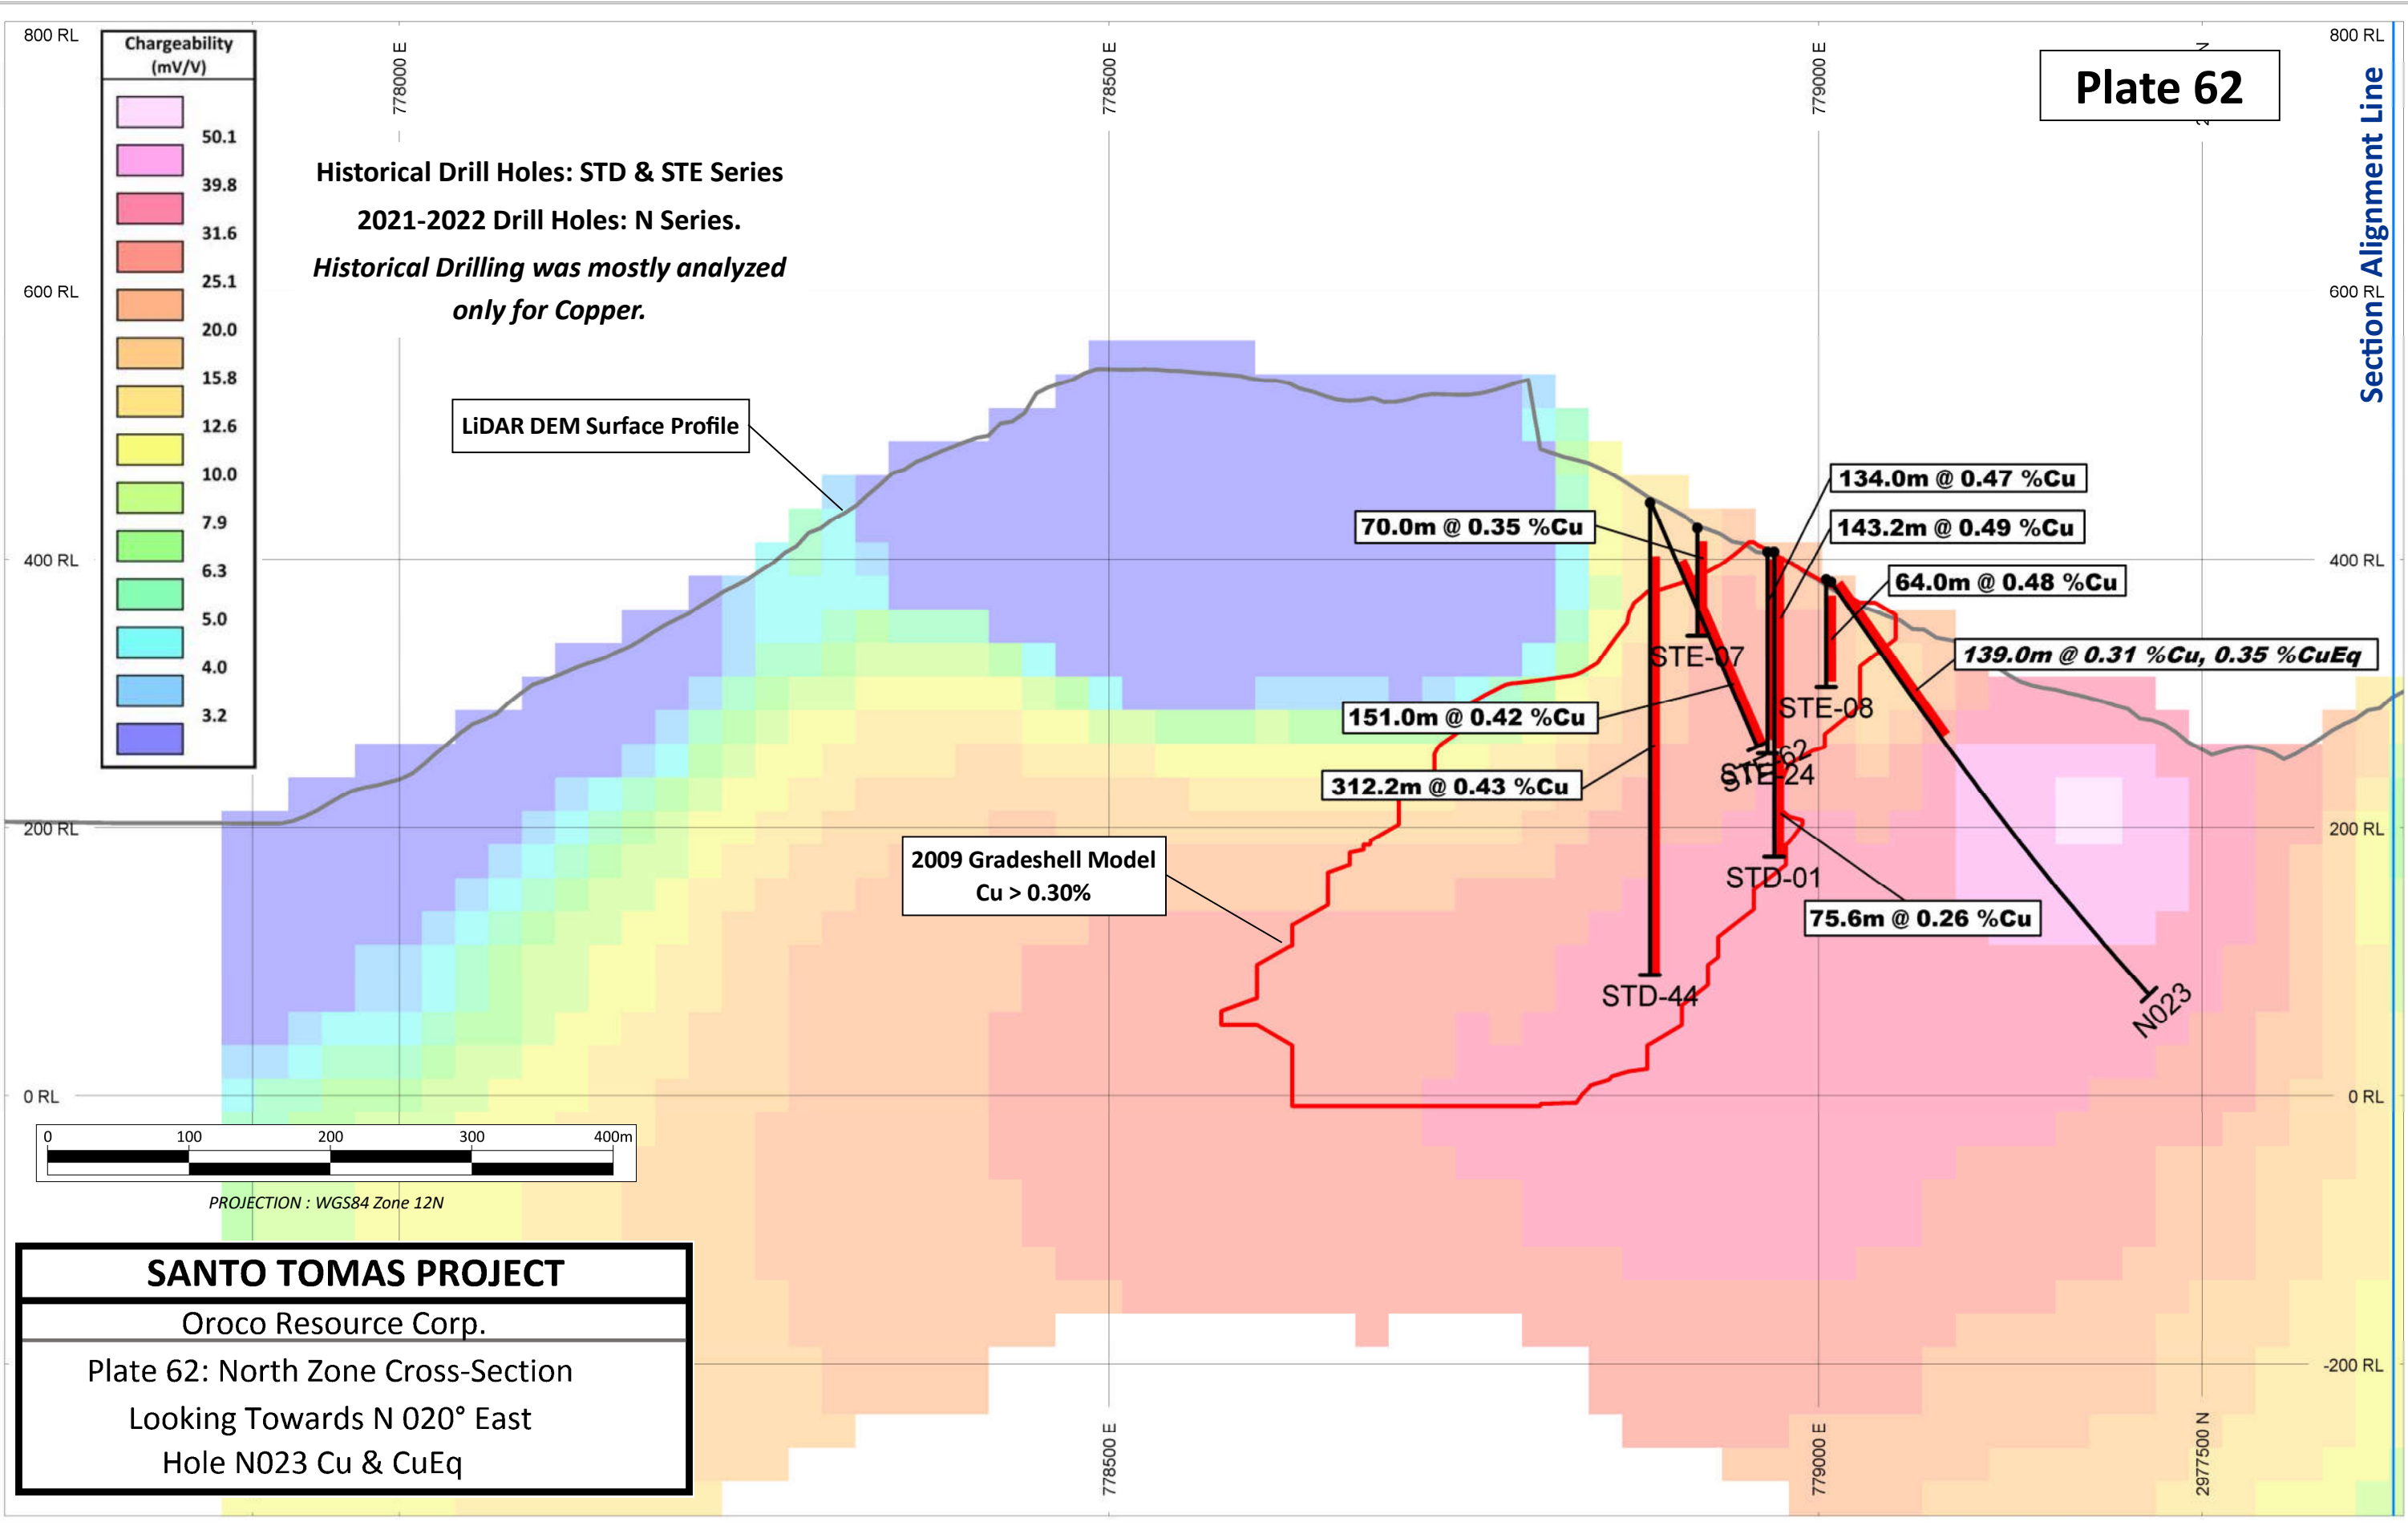 800 RL
Chargeability
(mV/V)
50.1
39.8
31.6
25.1
20.0
15.8
12.6
10.0
7.9
6.3
5.0
4.0
3.2
778000 E
778500 E
779000 E
N
800 RL
Plate 62
Section Alignment Line
Historical Drill Holes: STD & STE Series
2021-2022 Drill Holes: N Series.
Historical Drilling was mostly analyzed
only for Copper.
600 RL
600 RL
LiDAR DEM Surface Profile
134.0m @ 0.47 %Cu
70.0m @ 0.35 %Cu
143.2m @ 0.49 %Cu
400 RL
400 RL
64.0m @ 0.48 %Cu
STE-07
139.0m @ 0.31 %Cu, 0.35 %CuEq
STE-08
151.0m @ 0.42 %Cu
STE-24
312.2m @ 0.43 %Cu
200 RL
200 RL
2009 Gradeshell Model
Cu > 0.30%
STD-01
75.6m @ 0.26 %Cu
STD-44
N023
0 RL
0 RL
0 100 200 300 400m
PROJECTION : WGS84 Zone 12N
SANTO TOMAS PROJECT
Oroco Resource Corp.
Plate 62: North Zone Cross-Section
Looking Towards N 020° East
Hole N023 Cu & CuEq
-200 RL
778500 E
779000 E
2977500 N